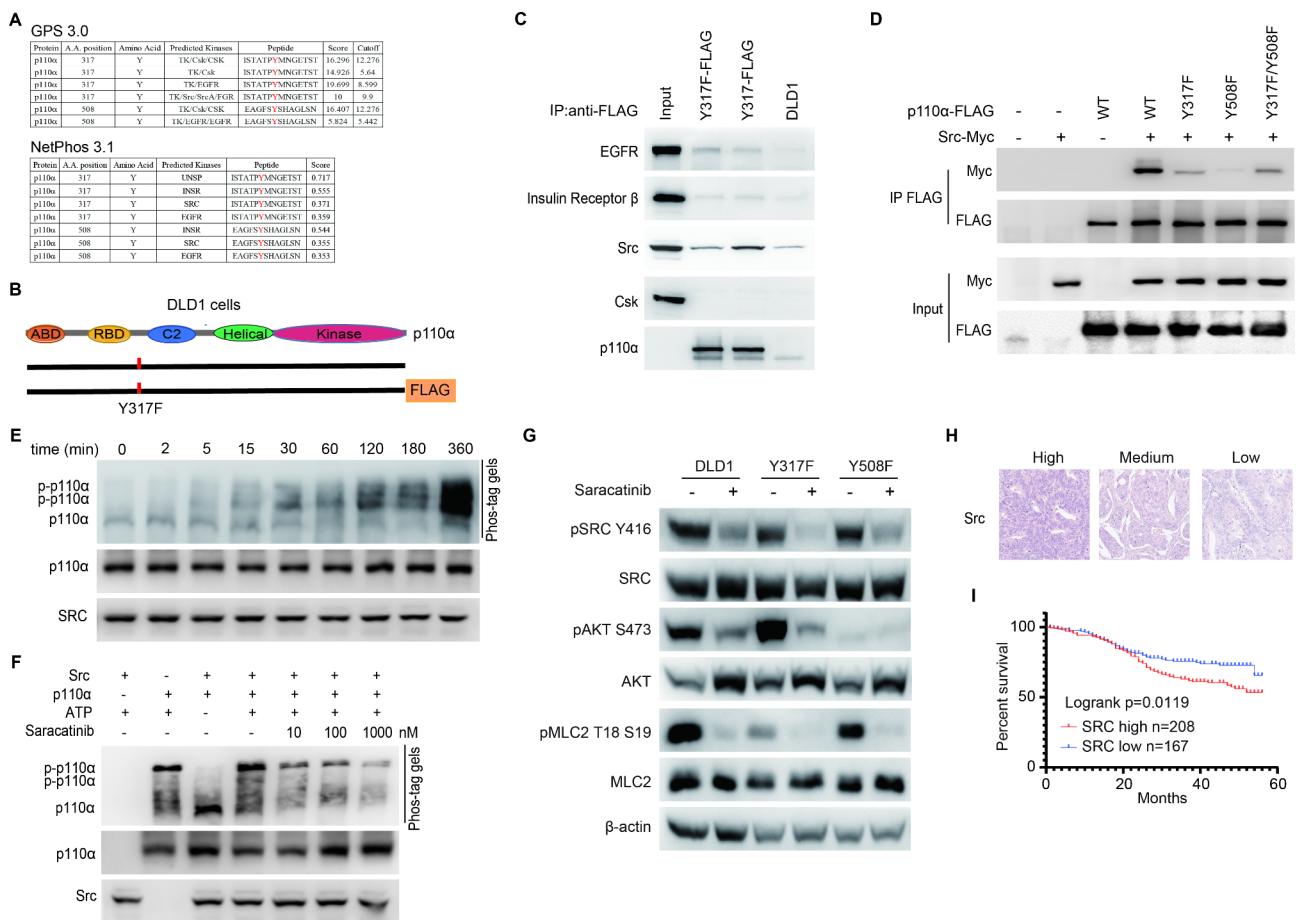 A
GPS 3.0
Protein A.A. position Amino Acid Predicted Kinases Peptide Score Cutoff
p110α 317 Y TK/Csk/CSK ISTATPYMNGETST 16.296 12.276
p110α 317 Y TK/Csk ISTATPYMNGETST 14.926 5.64
p110α 317 Y TK/EGFR ISTATPYMNGETST 19.699 8.599
p110α 317 Y TK/Src/SrcA/FGR ISTATPYMNGETST 10 9.9
p110α 508 Y TK/Csk/CSK EAGFSYSHAGLSN 16.407 12.276
p110α 508 Y TK/EGFR/EGFR EAGFSYSHAGLSN 5.824 5.442
NetPhos 3.1
Protein A.A. position Amino Acid Predicted Kinases Peptide Score
p110α 317 Y UNSP ISTATPYMNGETST 0.717
p110α 317 Y INSR ISTATPYMNGETST 0.555
p110α 317 Y SRC ISTATPYMNGETST 0.371
p110α 317 Y EGFR ISTATPYMNGETST 0.359
p110α 508 Y INSR EAGFSYSHAGLSN 0.544
p110α 508 Y SRC EAGFSYSHAGLSN 0.355
p110α 508 Y EGFR EAGFSYSHAGLSN 0.353
B
DLD1 cells
ABD RBD C2 Helical Kinase p110α
FLAG
Y317F
C
IP:anti-FLAG Input Y317F-FLAG Y317-FLAG DLD1
EGFR
Insulin Receptor β
Src
Csk
p110α
D
p110α-FLAG - - WT WT Y317F Y508F Y317F/Y508F
Src-Myc - + - + + + +
IP FLAG
Myc
FLAG
Input
Myc
FLAG
E
time (min) 0 2 5 15 30 60 120 180 360
p-p110α
p-p110α
p110α
Phos-tag gels
p110α
SRC
F
Src + - + + + + +
p110α - + + + + + +
ATP + + - + + + +
Saracatinib - - - - 10 100 1000 nM
p-p110α
p-p110α
p110α
Phos-tag gels
p110α
Src
G
DLD1 Y317F Y508F
Saracatinib - + - + - +
pSRC Y416
SRC
pAKT S473
AKT
pMLC2 T18 S19
MLC2
β-actin
H
High Medium Low
Src
I
Percent survival
100
50
0
0 20 40 60
Months
Logrank p=0.0119
SRC high n=208
SRC low n=167